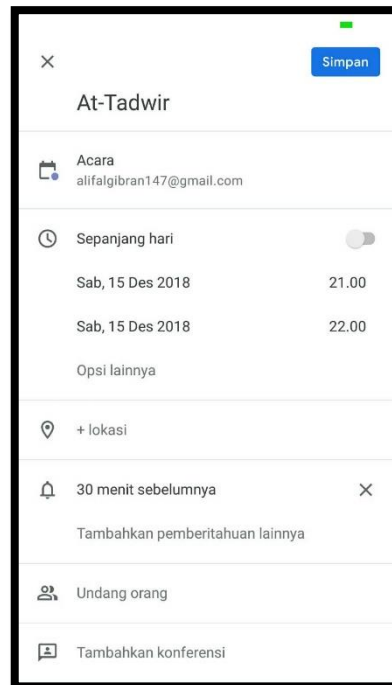 Simpan
At-Tadwir
Acara
alifalgibran147@gmail.com
Sepanjang hari
Sab, 15 Des 2018 21.00
Sab, 15 Des 2018 22.00
Opsi lainnya
+ lokasi
30 menit sebelumnya
Tambahkan pemberitahuan lainnya
Undang orang
Tambahkan konferensi